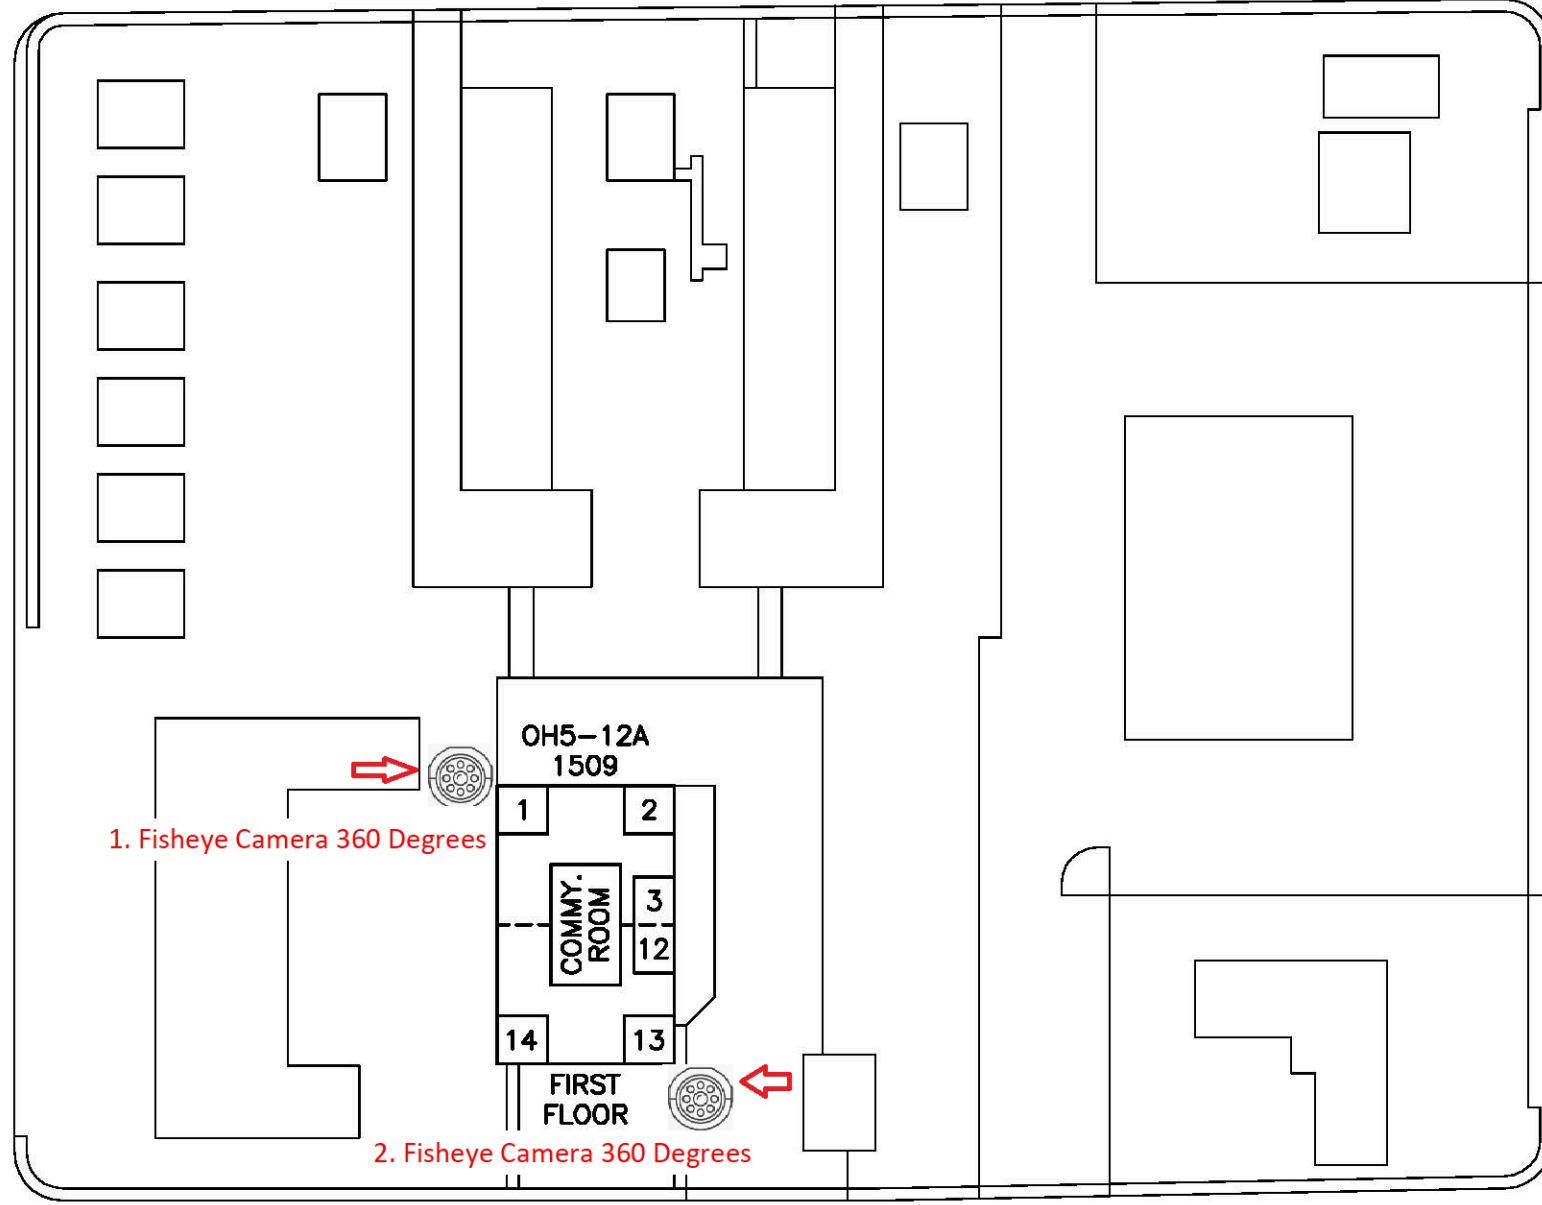 OH5-12A
1509
1
2
1. Fisheye Camera 360 Degrees
COMMY.
ROOM
3
12
14
13
FIRST
FLOOR
2. Fisheye Camera 360 Degrees